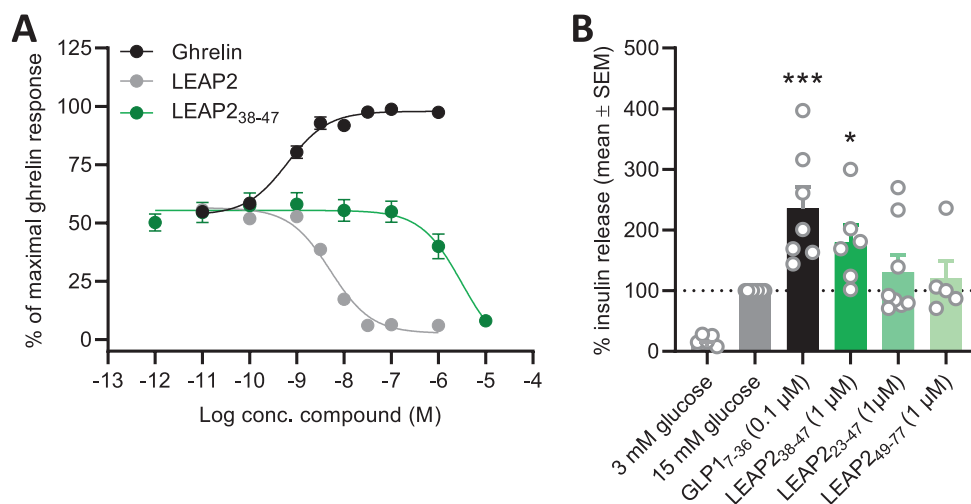 A
% of maximal ghrelin response
125
100
75
50
25
0
Ghrelin
LEAP2
LEAP2₃₈₋₄₇
-13 -12 -11 -10 -9 -8 -7 -6 -5 -4
Log conc. compound (M)
B
% insulin release (mean ± SEM)
500
400
300
200
100
0
***
*
3 mM glucose
15 mM glucose
GLP1₇₋₃₆ (0.1 µM)
LEAP2₃₈₋₄₇ (1 µM)
LEAP2₂₃₋₄₇ (1µM)
LEAP2₄₉₋₇₇ (1 µM)